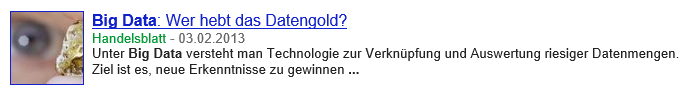 Big Data: Wer hebt das Datengold?
Handelsblatt - 03.02.2013
Unter Big Data versteht man Technologie zur Verknüpfung und Auswertung riesiger Datenmengen.
Ziel ist es, neue Erkenntnisse zu gewinnen ...